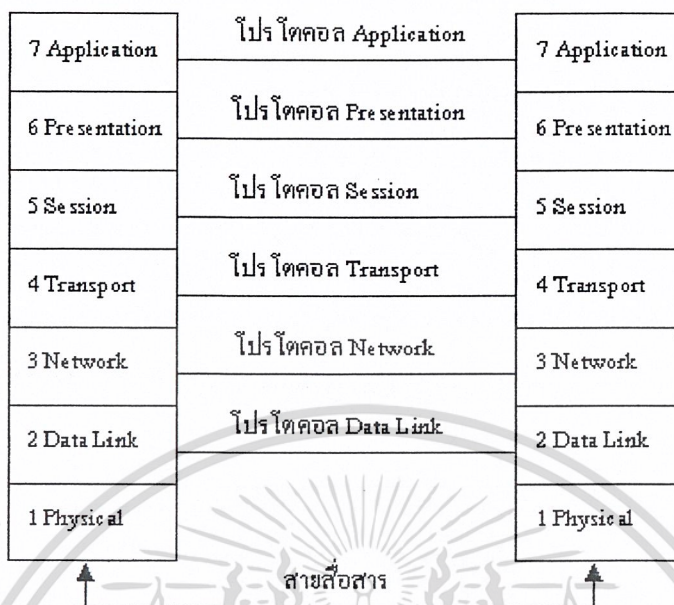 7 Application
โปรโตคอล Application
7 Application
6 Presentation
โปรโตคอล Presentation
6 Presentation
5 Session
โปรโตคอล Session
5 Session
4 Transport
โปรโตคอล Transport
4 Transport
3 Network
โปรโตคอล Network
3 Network
2 Data Link
โปรโตคอล Data Link
2 Data Link
1 Physical
1 Physical
สายสื่อสาร